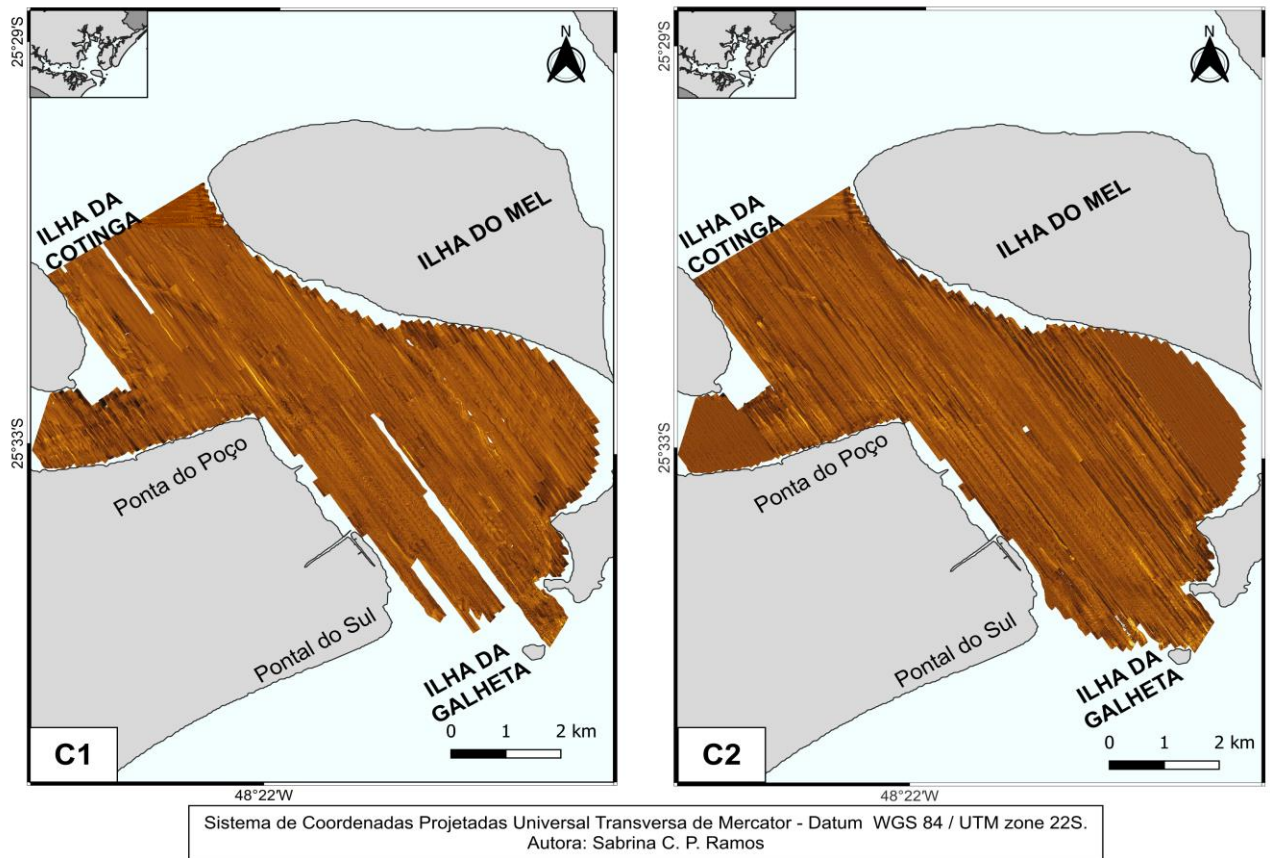 25°29'S
N
ILHA DA
COTINGA
ILHA DO MEL
25°33'S
Ponta do Poço
Pontal do Sul
ILHA DA
GALHETA
0 1 2 km
C1
48°22'W
25°29'S
N
ILHA DA
COTINGA
ILHA DO MEL
25°33'S
Ponta do Poço
Pontal do Sul
ILHA DA
GALHETA
0 1 2 km
C2
48°22'W
Sistema de Coordenadas Projetadas Universal Transversa de Mercator - Datum WGS 84 / UTM zone 22S.
Autora: Sabrina C. P. Ramos